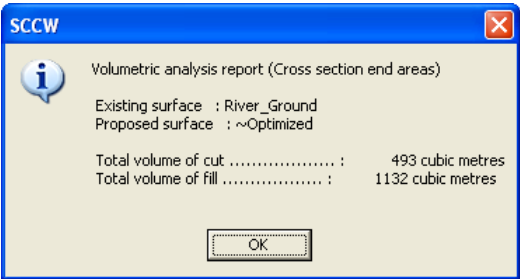 SCCW
Volumetric analysis report (Cross section end areas)
Existing surface : River_Ground
Proposed surface : ~Optimized
Total volume of cut ................... : 493 cubic metres
Total volume of fill .................. : 1132 cubic metres
OK